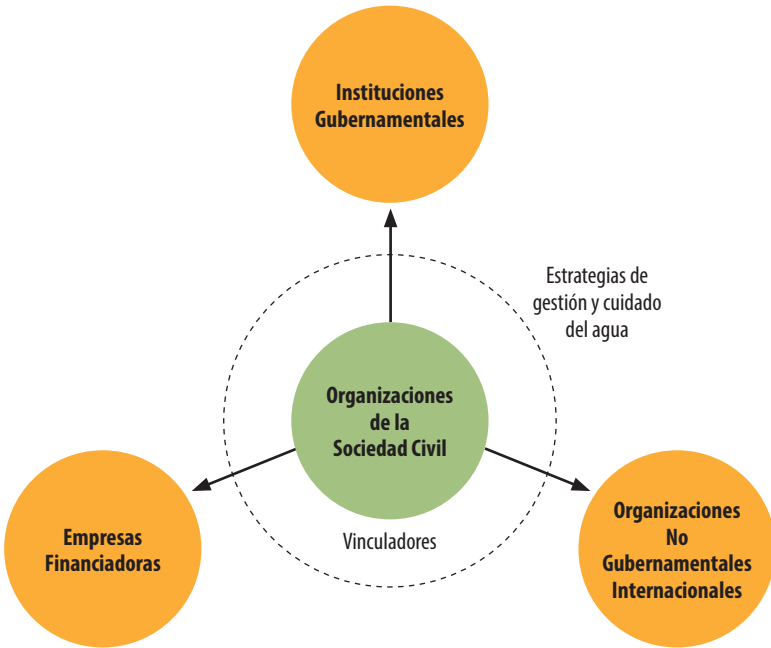 Instituciones
Gubernamentales
Estrategias de
gestión y cuidado
del agua
Organizaciones
de la
Sociedad Civil
Vinculadores
Empresas
Financiadoras
Organizaciones
No
Gubernamentales
Internacionales